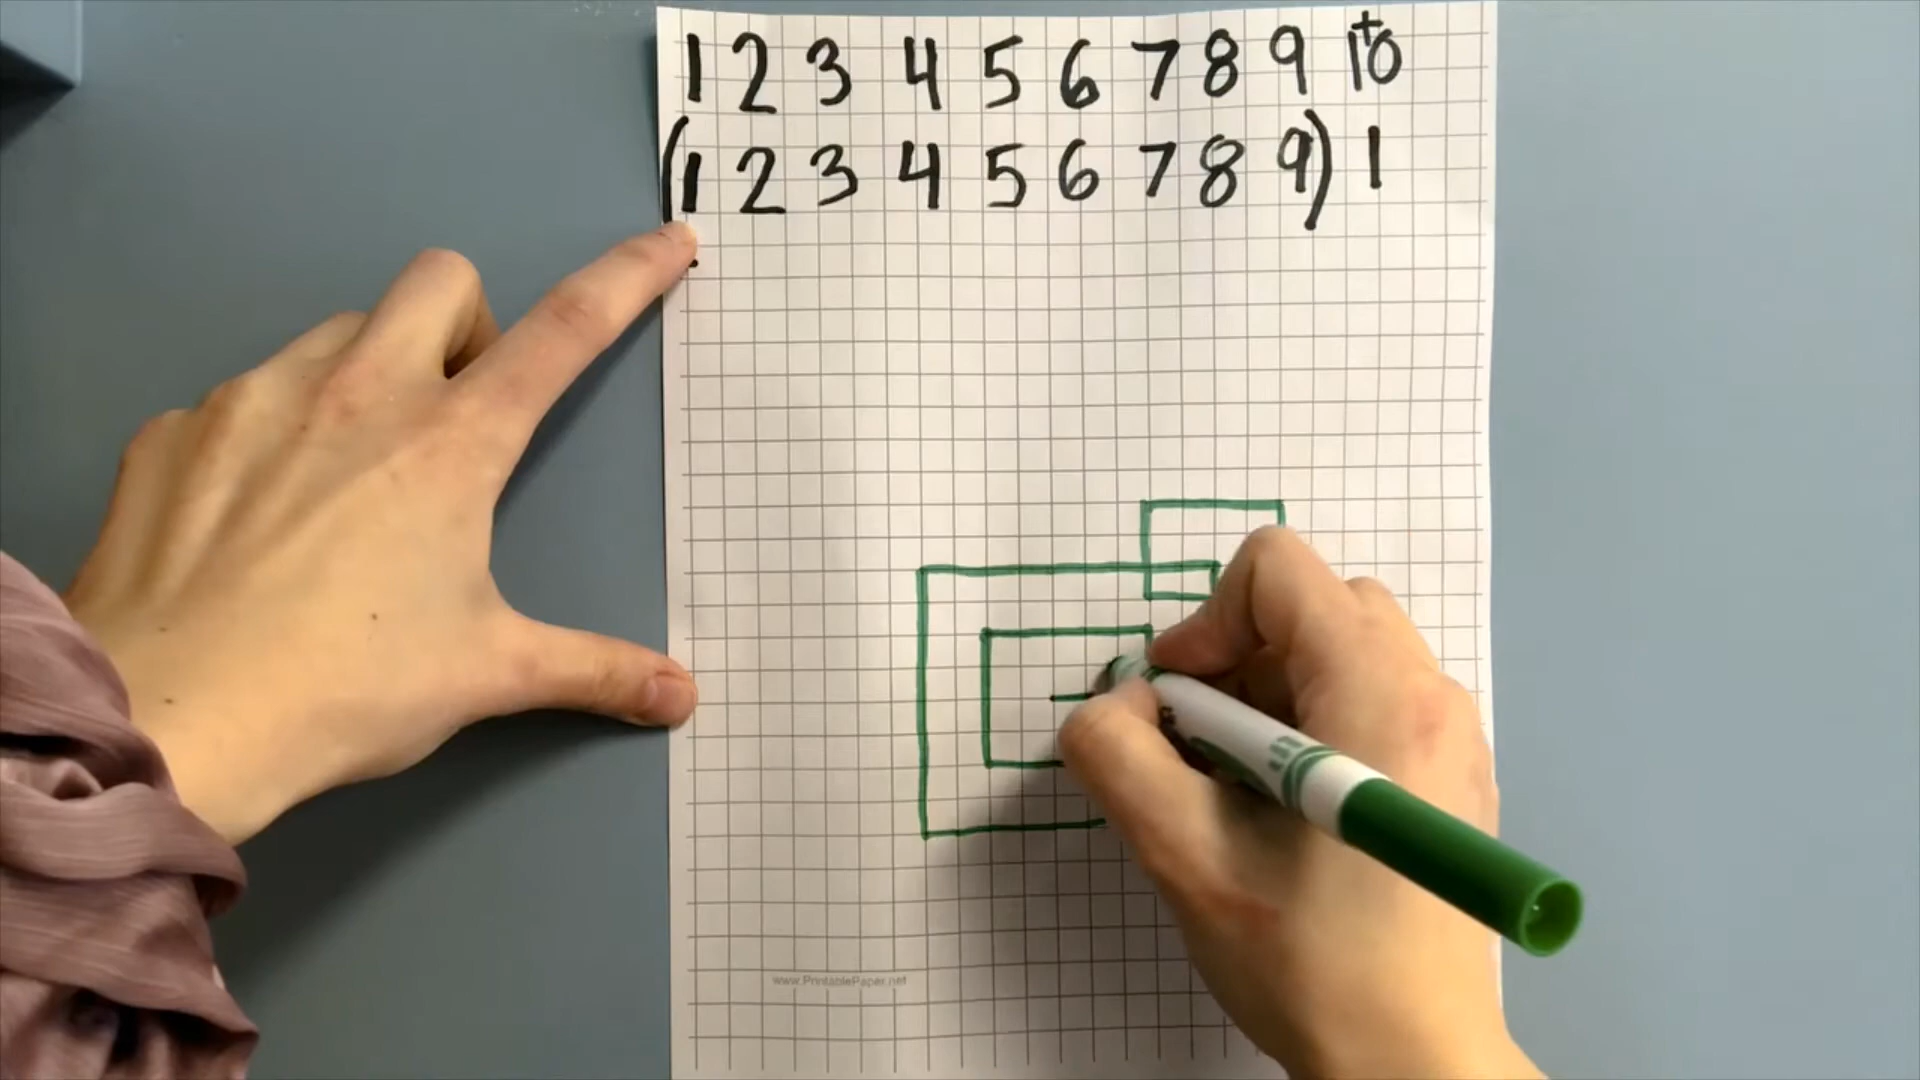 1 2 3 4 5 6 7 8 9 10
+
(1 2 3 4 5 6 7 8 9) 1
www.PrintablePaper.net